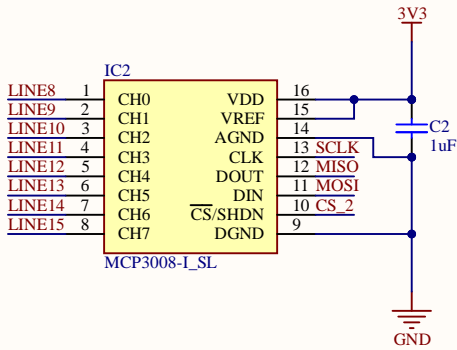 3V3
IC2
LINE8 1 CH0 VDD 16
LINE9 2 CH1 VREF 15
LINE10 3 CH2 AGND 14
C2
LINE11 4 CH3 CLK 13 SCLK
1uF
LINE12 5 CH4 DOUT 12 MISO
LINE13 6 CH5 DIN 11 MOSI
LINE14 7 CH6 CS/SHDN 10 CS_2
LINE15 8 CH7 DGND 9
MCP3008-I_SL
GND